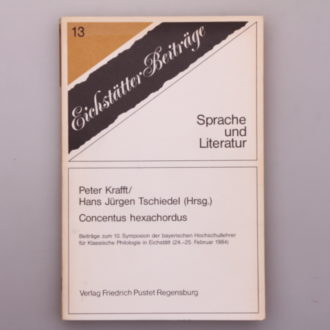 13
Eichstätter Beiträge
Sprache
und
Literatur
Peter Krafft/
Hans Jürgen Tschiedel (Hrsg.)
Concentus hexachordus
Beiträge zum 10. Symposion der bayerischen Hochschullehrer
für Klassische Philologie in Eichstätt (24.–25. Februar 1984)
Verlag Friedrich Pustet Regensburg